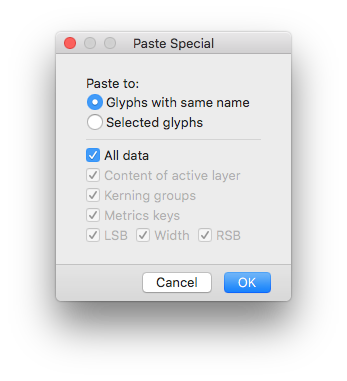 Paste Special
Paste to:
Glyphs with same name
Selected glyphs
All data
Content of active layer
Kerning groups
Metrics keys
LSB Width RSB
Cancel OK